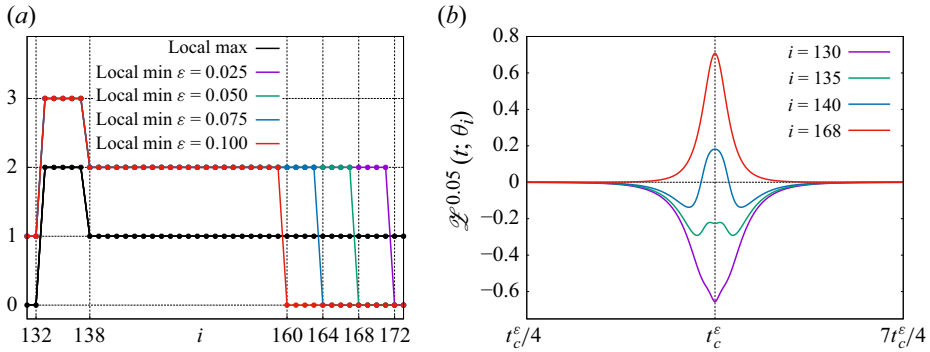 (a)
Local max
Local min ε = 0.025
Local min ε = 0.050
Local min ε = 0.075
Local min ε = 0.100
3
2
1
0
132 138 i 160 164 168 172
(b)
𝒵^0.05 (t; θ_i)
0.8
0.6
0.4
0.2
0
−0.2
−0.4
−0.6
i = 130
i = 135
i = 140
i = 168
t_c^ε/4 t_c^ε 7t_c^ε/4